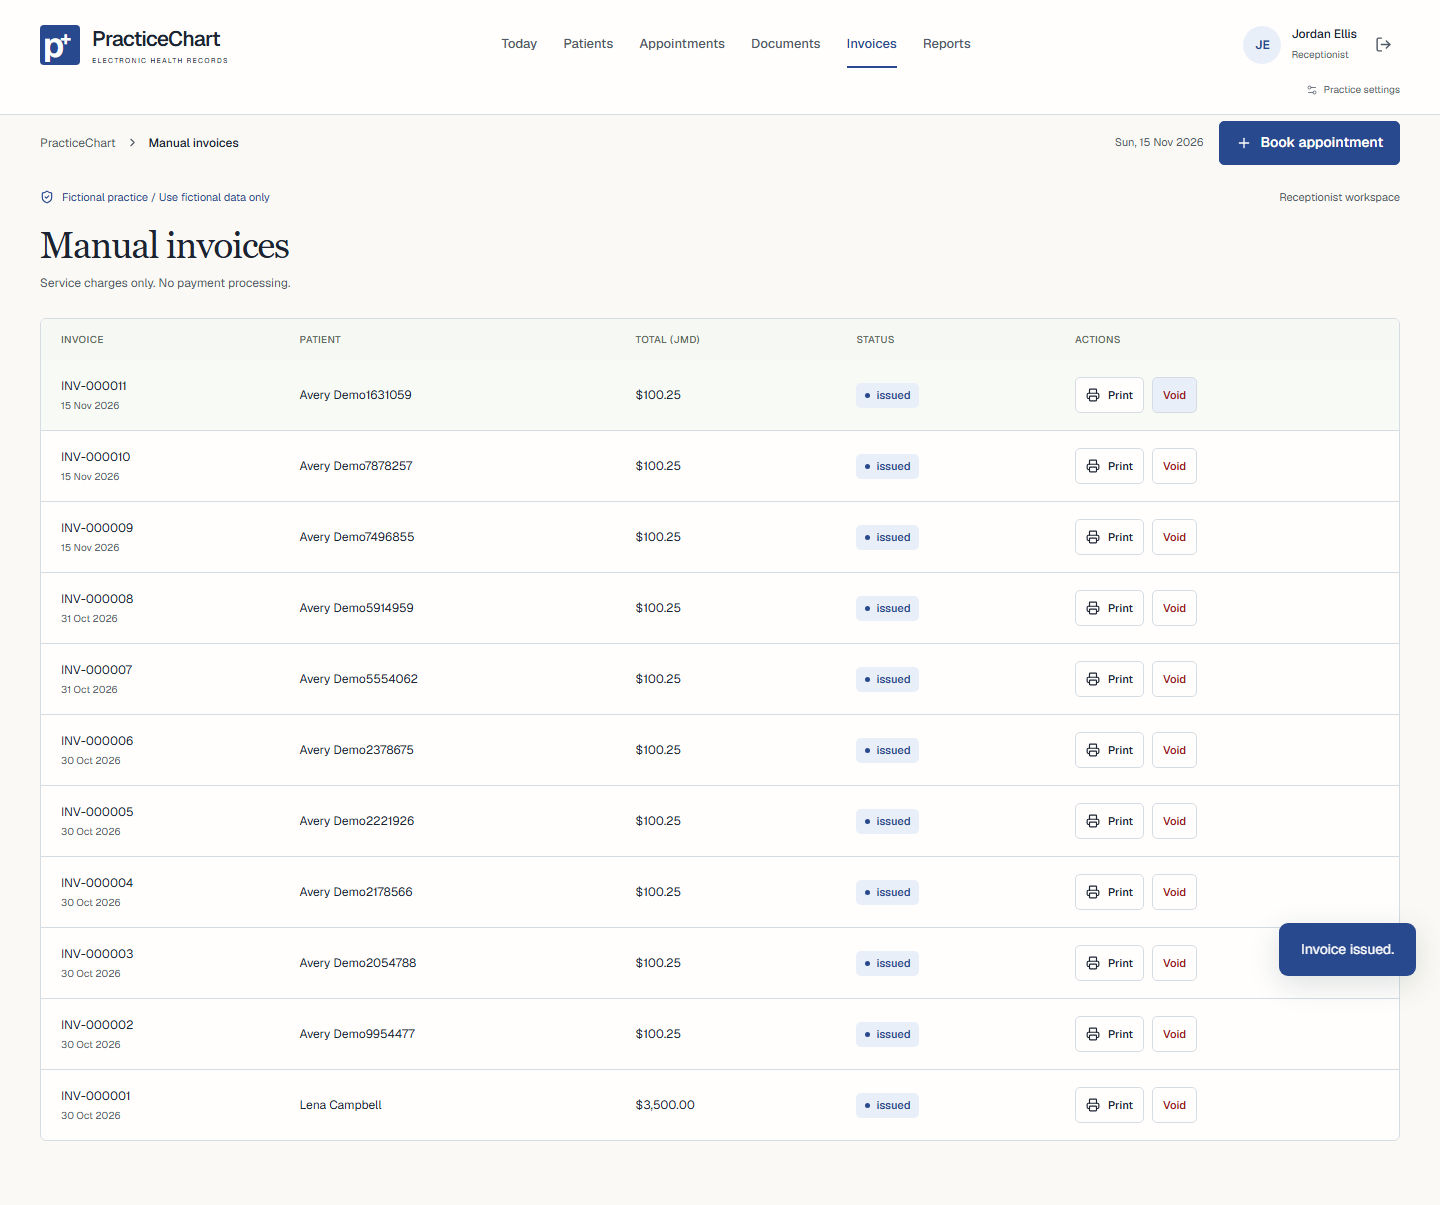 p+
PracticeChart
ELECTRONIC HEALTH RECORDS
Today
Patients
Appointments
Documents
Invoices
Reports
JE
Jordan Ellis
Receptionist
Practice settings
PracticeChart
Manual invoices
Sun, 15 Nov 2026
Book appointment
Fictional practice / Use fictional data only
Receptionist workspace
Manual invoices
Service charges only. No payment processing.
INVOICE PATIENT TOTAL (JMD) STATUS ACTIONS
INV-000011
15 Nov 2026
Avery Demo1631059
$100.25
issued
Print
Void
INV-000010
15 Nov 2026
Avery Demo7878257
$100.25
issued
Print
Void
INV-000009
15 Nov 2026
Avery Demo7496855
$100.25
issued
Print
Void
INV-000008
31 Oct 2026
Avery Demo5914959
$100.25
issued
Print
Void
INV-000007
31 Oct 2026
Avery Demo5554062
$100.25
issued
Print
Void
INV-000006
30 Oct 2026
Avery Demo2378675
$100.25
issued
Print
Void
INV-000005
30 Oct 2026
Avery Demo2221926
$100.25
issued
Print
Void
INV-000004
30 Oct 2026
Avery Demo2178566
$100.25
issued
Print
Void
INV-000003
30 Oct 2026
Avery Demo2054788
$100.25
issued
Print
Void
Invoice issued.
INV-000002
30 Oct 2026
Avery Demo9954477
$100.25
issued
Print
Void
INV-000001
30 Oct 2026
Lena Campbell
$3,500.00
issued
Print
Void